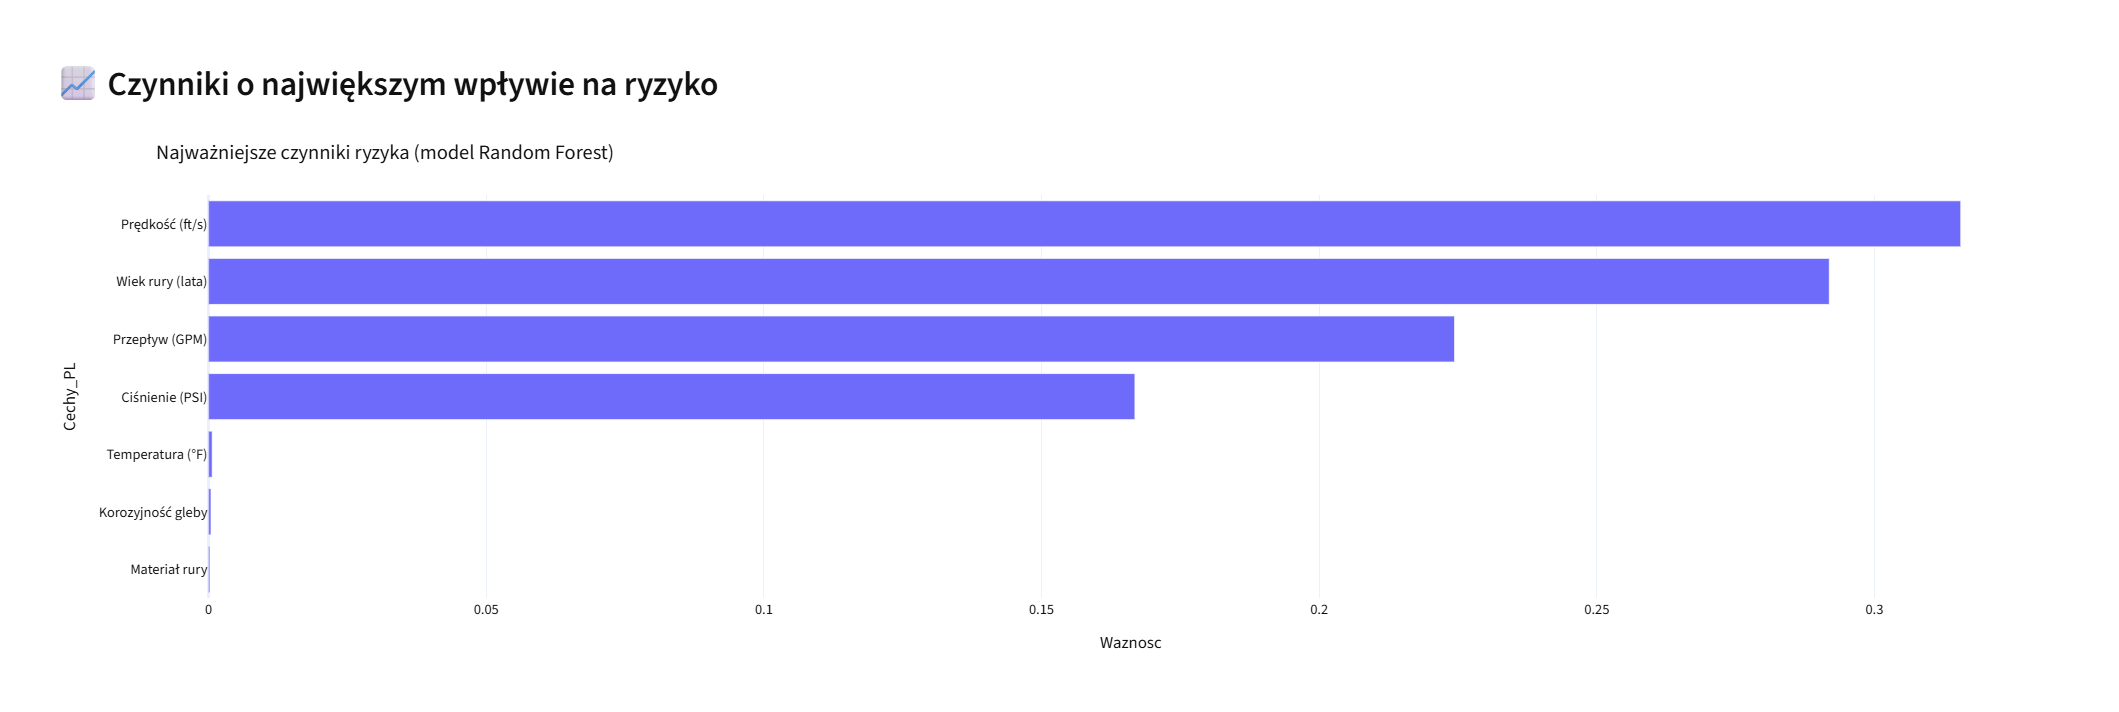 Czynniki o największym wpływie na ryzyko
Najważniejsze czynniki ryzyka (model Random Forest)
Prędkość (ft/s)
Wiek rury (lata)
Przepływ (GPM)
Ciśnienie (PSI)
Temperatura (°F)
Korozyjność gleby
Materiał rury
Cechy_PL
0 0.05 0.1 0.15 0.2 0.25 0.3
Waznosc